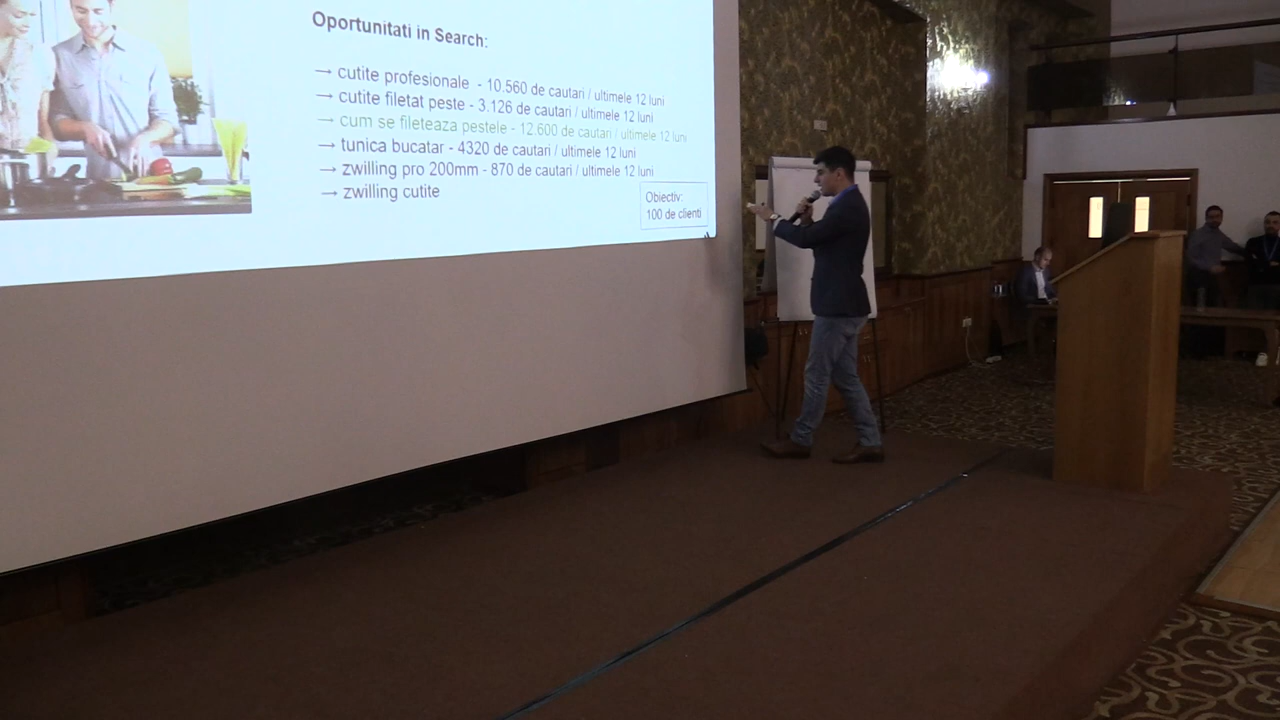 Oportunitati in Search:
→ cutite profesionale - 10.560 de cautari / ultimele 12 luni
→ cutite filetat peste - 3.126 de cautari / ultimele 12 luni
→ cum se fileteaza pestele - 12.600 de cautari / ultimele 12 luni
→ tunica bucatar - 4320 de cautari / ultimele 12 luni
→ zwilling pro 200mm - 870 de cautari / ultimele 12 luni
→ zwilling cutite
Obiectiv:
100 de clienti